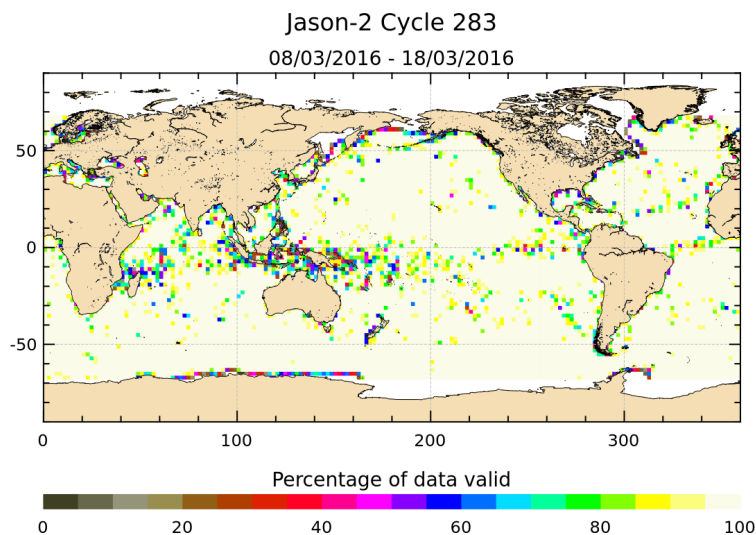 Jason-2 Cycle 283
08/03/2016 - 18/03/2016
50
0
-50
0 100 200 300
Percentage of data valid
0 20 40 60 80 100